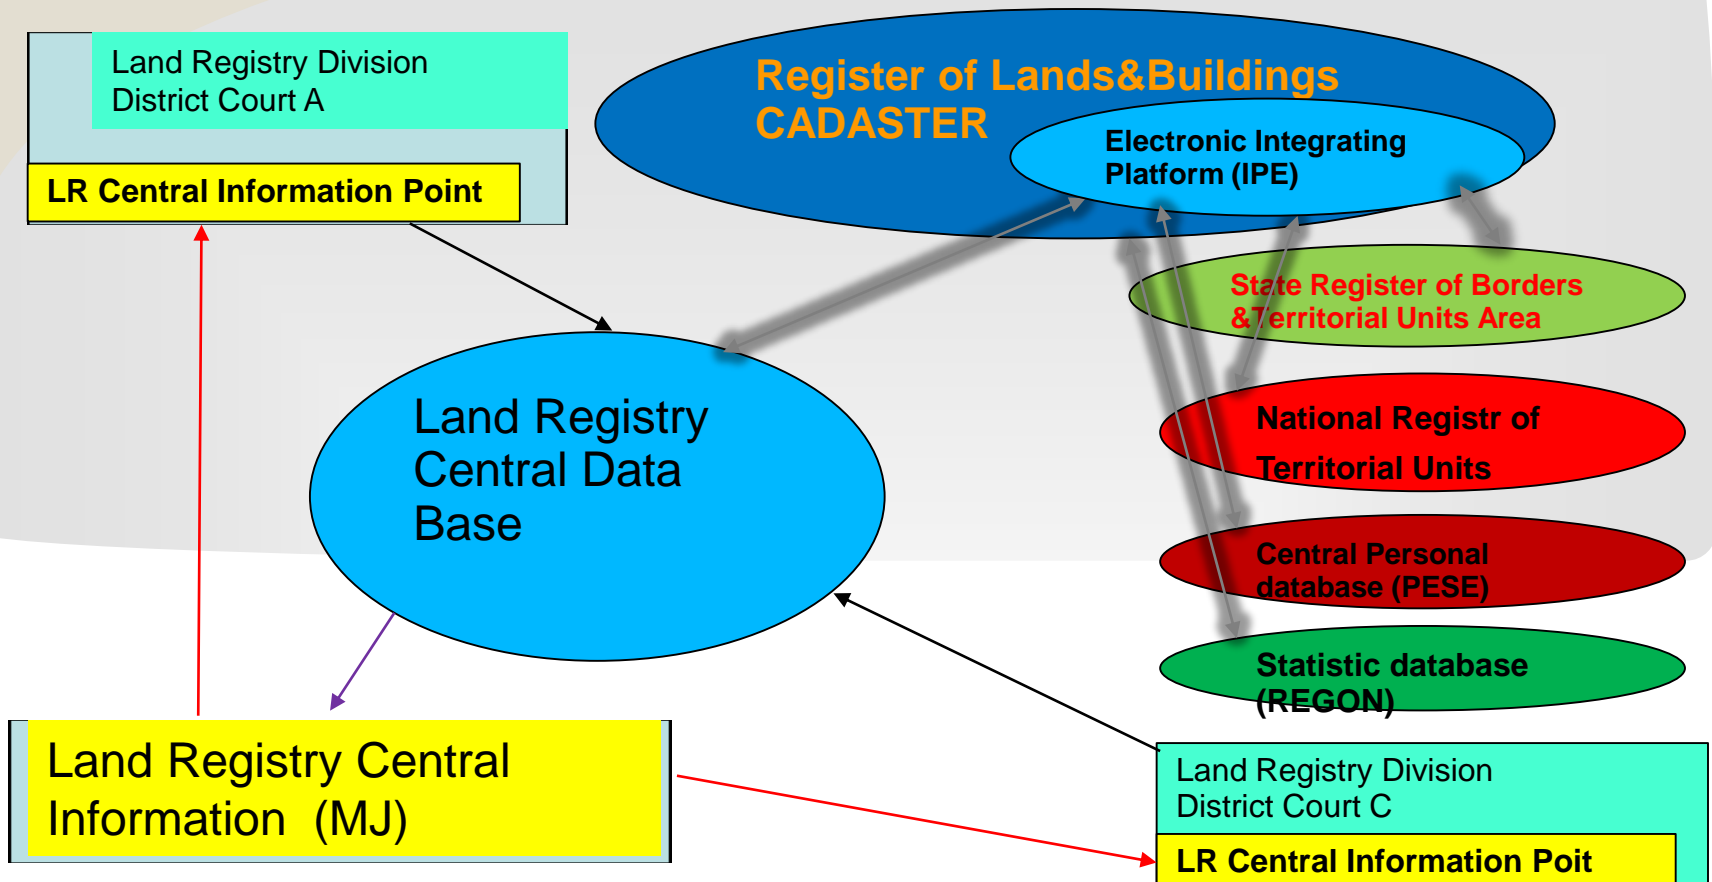 Land Registry Division
District Court A
LR Central Information Point
Register of Lands&Buildings
CADASTER
Electronic Integrating
Platform (IPE)
State Register of Borders
&Territorial Units Area
National Registr of
Territorial Units
Central Personal
database (PESE)
Statistic database
(REGON)
Land Registry
Central Data
Base
Land Registry Central
Information (MJ)
Land Registry Division
District Court C
LR Central Information Poit